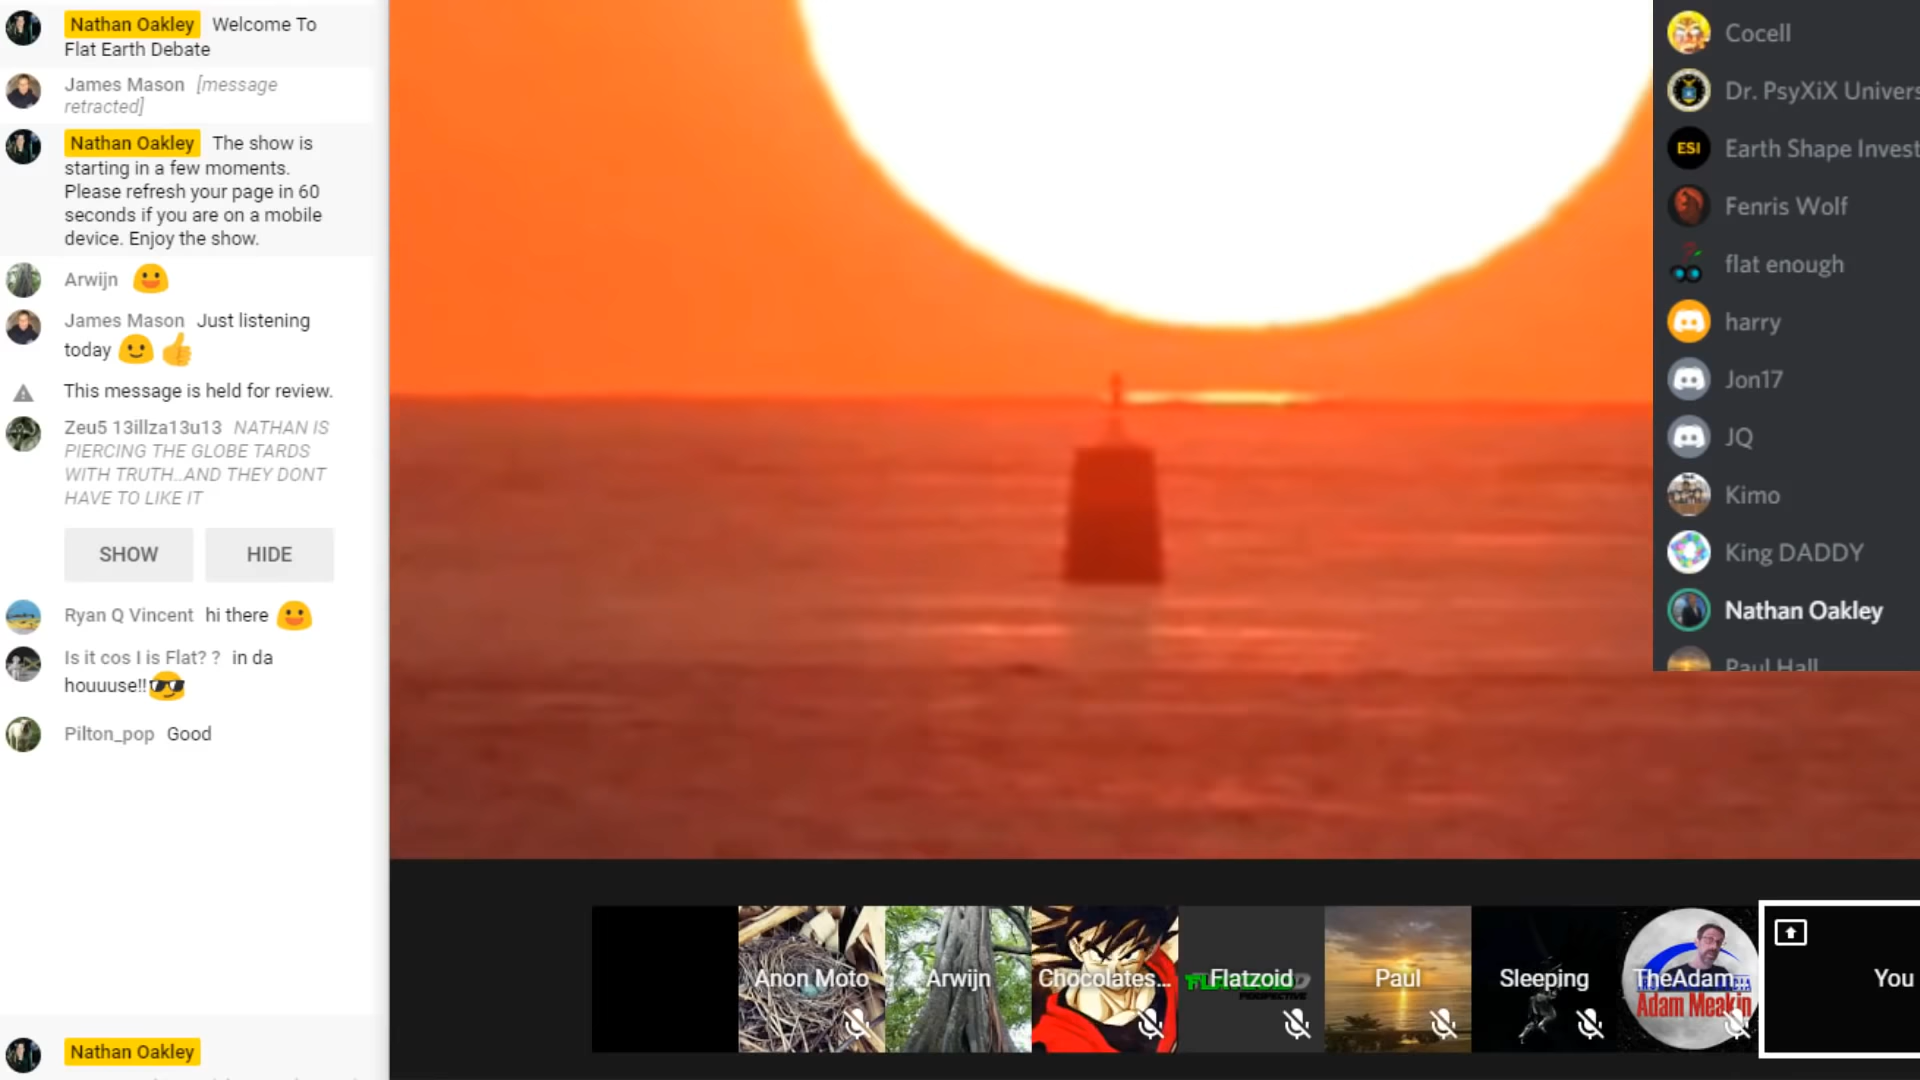 Nathan Oakley Welcome To
Flat Earth Debate
James Mason [message
retracted]
Nathan Oakley The show is
starting in a few moments.
Please refresh your page in 60
seconds if you are on a mobile
device. Enjoy the show.
Arwijn
James Mason Just listening
today
This message is held for review.
Zeu5 13illza13u13 NATHAN IS
PIERCING THE GLOBE TARDS
WITH TRUTH..AND THEY DONT
HAVE TO LIKE IT
SHOW HIDE
Ryan Q Vincent hi there
Is it cos I is Flat? ? in da
houuuse!!
Pilton_pop Good
Nathan Oakley
Cocell
Dr. PsyXiX Univers
ESI Earth Shape Invest
Fenris Wolf
flat enough
harry
Jon17
JQ
Kimo
King DADDY
Nathan Oakley
Paul Hall
Anon Moto
Arwijn
Chocolates...
Flatzoid
PERSPECTIVE
Paul
Sleeping
TheAdam...
Adam Meakin
You